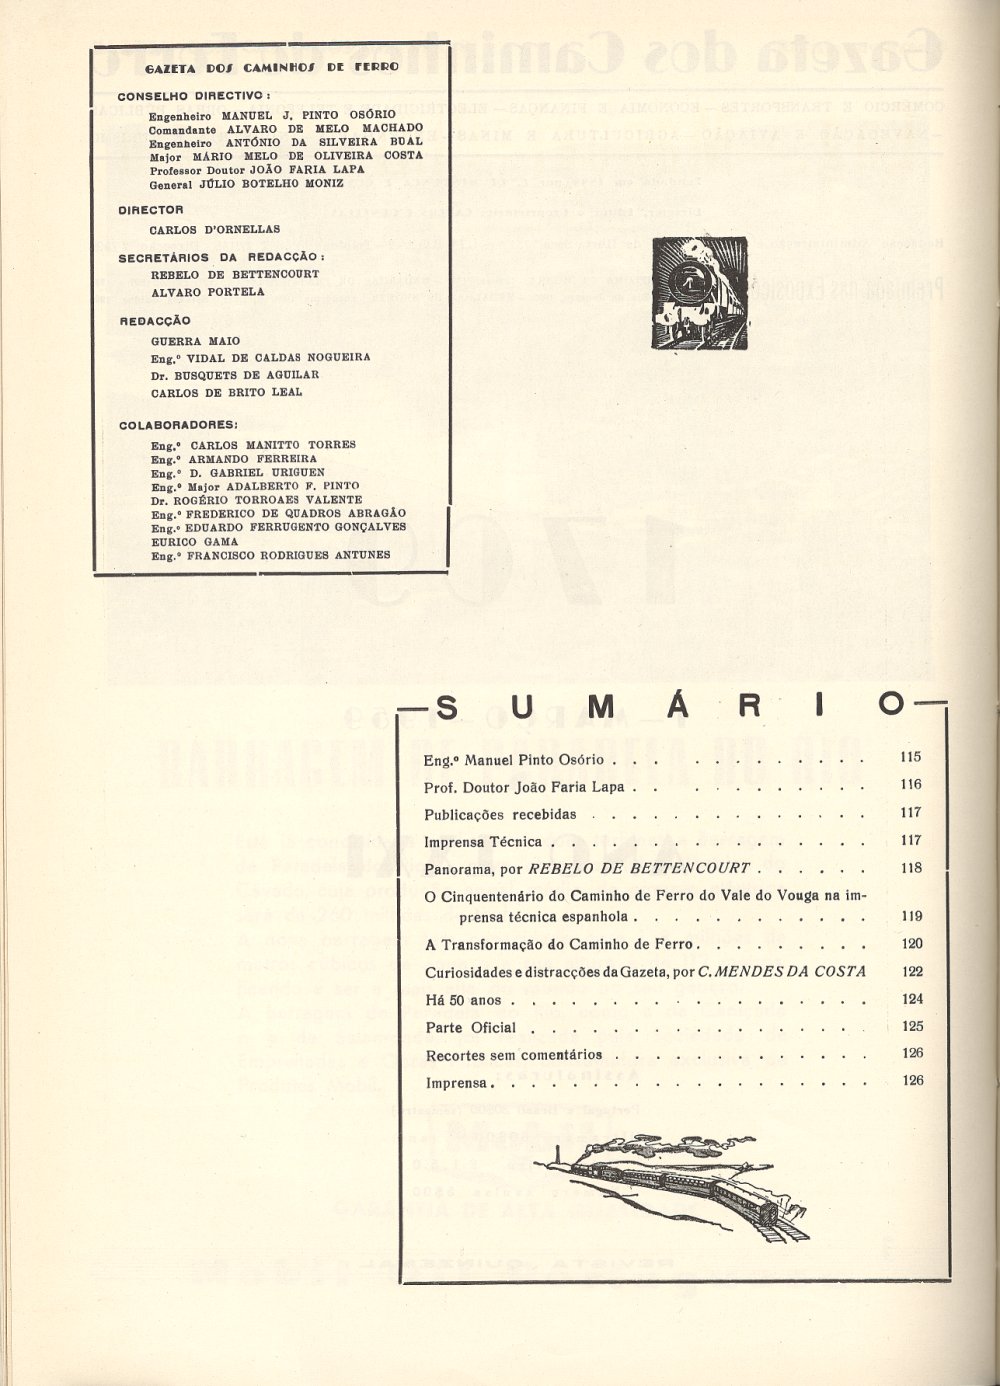 GAZETA DOS CAMINHOS DE FERRO
CONSELHO DIRECTIVO:
Engenheiro MANUEL J. PINTO OSÓRIO
Comandante ALVARO DE MELO MACHADO
Engenheiro ANTÓNIO DA SILVEIRA BUAL
Major MÁRIO MELO DE OLIVEIRA COSTA
Professor Doutor JOÃO FARIA LAPA
General JÚLIO BOTELHO MONIZ
DIRECTOR
CARLOS D'ORNELLAS
SECRETÁRIOS DA REDACÇÃO:
REBELO DE BETTENCOURT
ALVARO PORTELA
REDACÇÃO
GUERRA MAIO
Eng.º VIDAL DE CALDAS NOGUEIRA
Dr. BUSQUETS DE AGUILAR
CARLOS DE BRITO LEAL
COLABORADORES:
Eng.º CARLOS MANITTO TORRES
Eng.º ARMANDO FERREIRA
Eng.º D. GABRIEL URIGUEN
Eng.º Major ADALBERTO F. PINTO
Dr. ROGÉRIO TORROAES VALENTE
Eng.º FREDERICO DE QUADROS ABRAGÃO
Eng.º EDUARDO FERRUGENTO GONÇALVES
EURICO GAMA
Eng.º FRANCISCO RODRIGUES ANTUNES
SUMÁRIO
Eng.º Manuel Pinto Osório . . . . . . . . . . 115
Prof. Doutor João Faria Lapa . . . . . . . . . . 116
Publicações recebidas . . . . . . . . . . . 117
Imprensa Técnica . . . . . . . . . . . . 117
Panorama, por REBELO DE BETTENCOURT . . . . . 118
O Cinquentenário do Caminho de Ferro do Vale do Vouga na im-
prensa técnica espanhola . . . . . . . . . 119
A Transformação do Caminho de Ferro . . . . . . . 120
Curiosidades e distracções da Gazeta, por C. MENDES DA COSTA 122
Há 50 anos . . . . . . . . . . . . . . 124
Parte Oficial . . . . . . . . . . . . . 125
Recortes sem comentários . . . . . . . . . . 126
Imprensa . . . . . . . . . . . . . . . 126